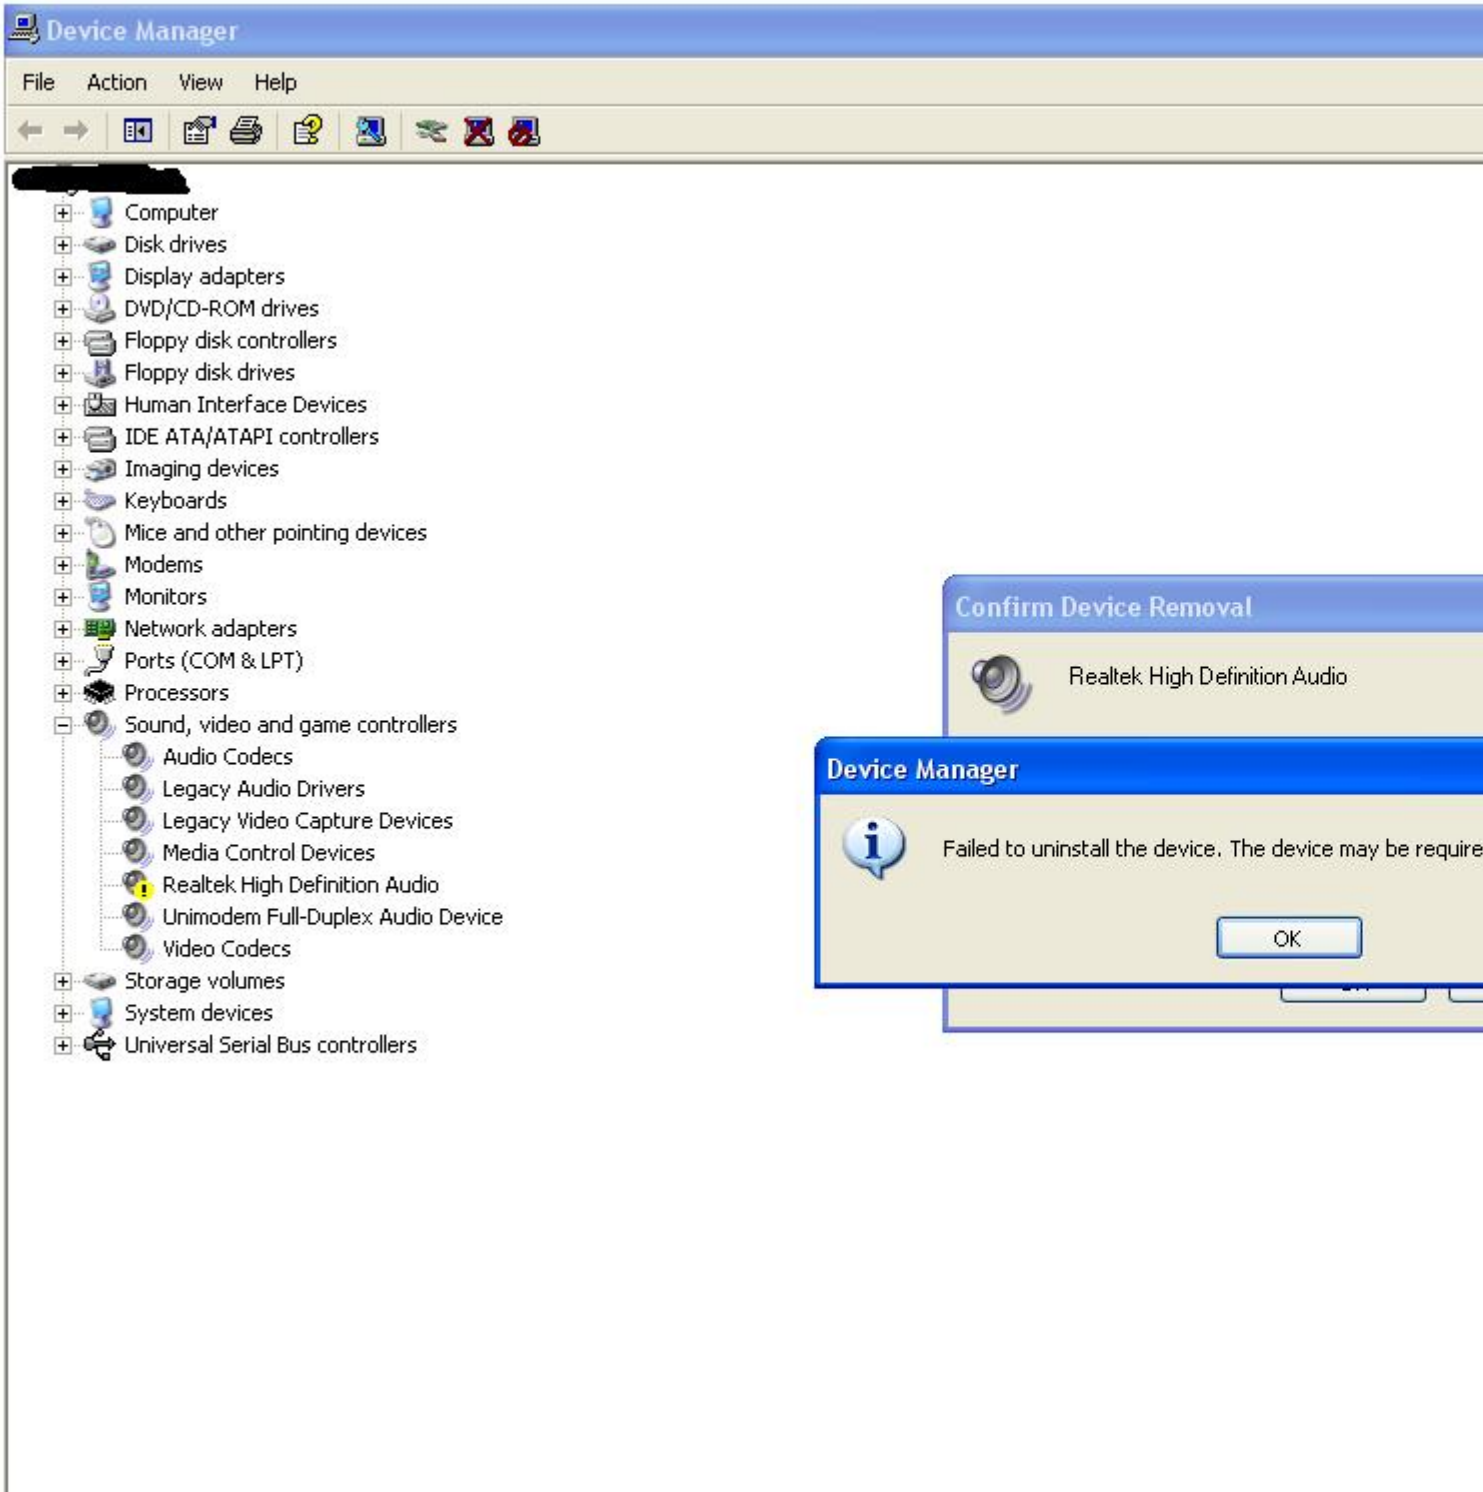 Device Manager
File Action View Help
Computer
Disk drives
Display adapters
DVD/CD-ROM drives
Floppy disk controllers
Floppy disk drives
Human Interface Devices
IDE ATA/ATAPI controllers
Imaging devices
Keyboards
Mice and other pointing devices
Modems
Monitors
Network adapters
Ports (COM & LPT)
Processors
Sound, video and game controllers
Audio Codecs
Legacy Audio Drivers
Legacy Video Capture Devices
Media Control Devices
Realtek High Definition Audio
Unimodem Full-Duplex Audio Device
Video Codecs
Storage volumes
System devices
Universal Serial Bus controllers
Confirm Device Removal
Realtek High Definition Audio
Device Manager
Failed to uninstall the device. The device may be require
OK